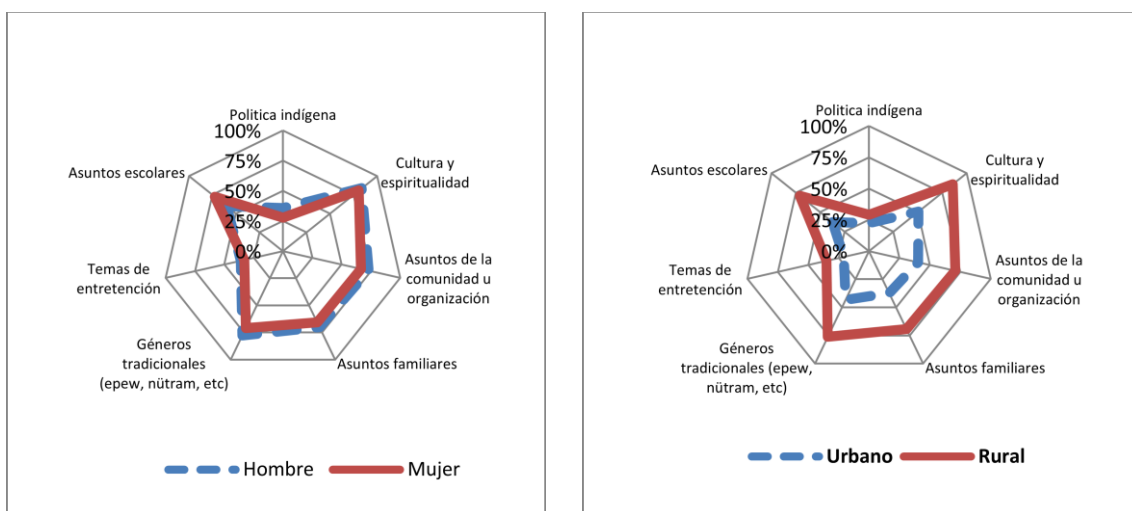 Politica indígena
100%
75%
50%
25%
0%
Cultura y
espiritualidad
Asuntos de la
comunidad u
organización
Asuntos familiares
Géneros
tradicionales
(epew, nütram, etc)
Temas de
entretención
Asuntos escolares
Hombre
Mujer
Politica indígena
100%
75%
50%
25%
0%
Cultura y
espiritualidad
Asuntos de la
comunidad u
organización
Asuntos familiares
Géneros
tradicionales (epew,
nütram, etc)
Temas de
entretención
Asuntos escolares
Urbano
Rural